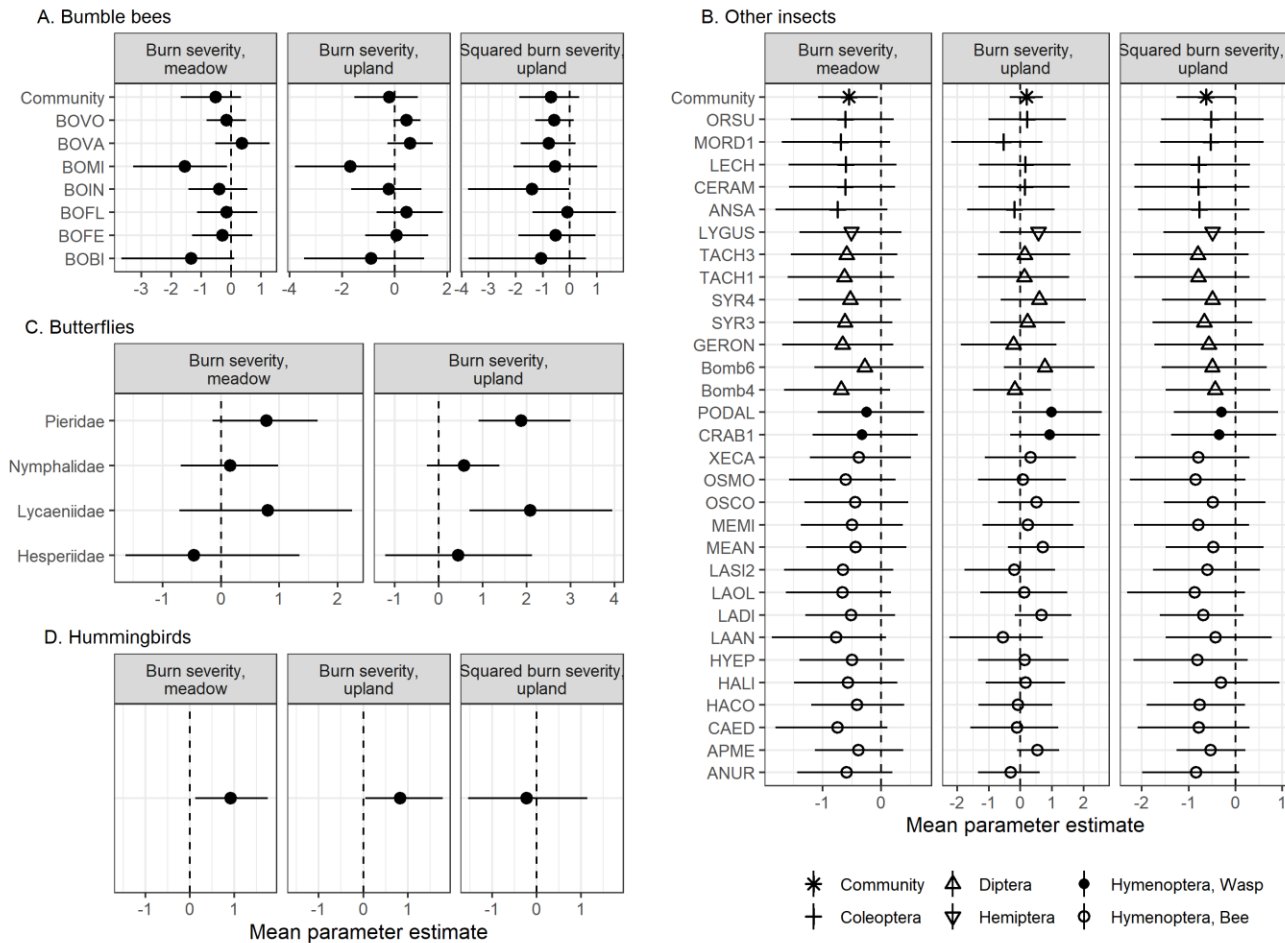 A. Bumble bees
Burn severity, meadow
Burn severity, upland
Squared burn severity, upland
Community
BOVO
BOVA
BOMI
BOIN
BOFL
BOFE
BOBI
-3 -2 -1 0 1
-4 -2 0 2
-4 -3 -2 -1 0 1
C. Butterflies
Burn severity, meadow
Burn severity, upland
Pieridae
Nymphalidae
Lycaeniidae
Hesperiidae
-1 0 1 2
-1 0 1 2 3 4
D. Hummingbirds
Burn severity, meadow
Burn severity, upland
Squared burn severity, upland
-1 0 1
-1 0 1
-1 0 1
Mean parameter estimate
B. Other insects
Burn severity, meadow
Burn severity, upland
Squared burn severity, upland
Community
ORSU
MORD1
LECH
CERAM
ANSA
LYGUS
TACH3
TACH1
SYR4
SYR3
GERON
Bomb6
Bomb4
PODAL
CRAB1
XECA
OSMO
OSCO
MEMI
MEAN
LASI2
LAOL
LADI
LAAN
HYEP
HALI
HACO
CAED
APME
ANUR
-1 0
-2 -1 0 1 2
-2 -1 0 1
Mean parameter estimate
Community
Diptera
Hymenoptera, Wasp
Coleoptera
Hemiptera
Hymenoptera, Bee